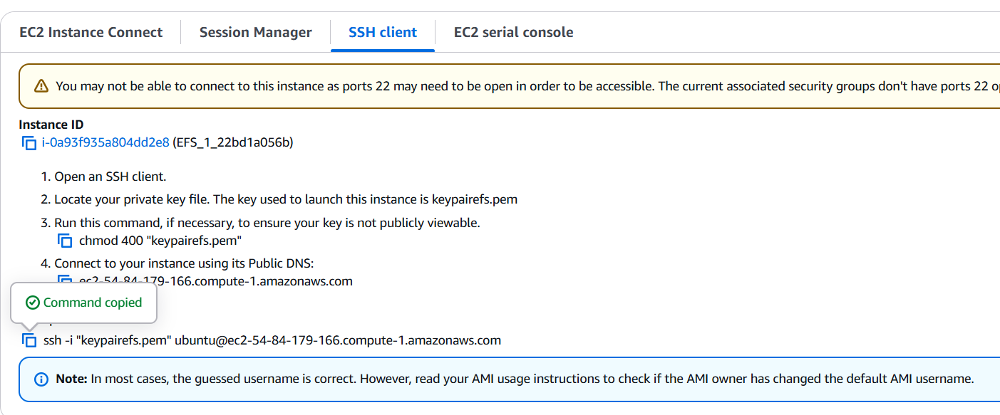 EC2 Instance Connect Session Manager SSH client EC2 serial console
You may not be able to connect to this instance as ports 22 may need to be open in order to be accessible. The current associated security groups don't have ports 22
Instance ID
i-0a93f935a804dd2e8 (EFS_1_22bd1a056b)
1. Open an SSH client.
2. Locate your private key file. The key used to launch this instance is keypairefs.pem
3. Run this command, if necessary, to ensure your key is not publicly viewable.
chmod 400 "keypairefs.pem"
4. Connect to your instance using its Public DNS:
ec2-54-84-179-166.compute-1.amazonaws.com
Command copied
ssh -i "keypairefs.pem" ubuntu@ec2-54-84-179-166.compute-1.amazonaws.com
Note: In most cases, the guessed username is correct. However, read your AMI usage instructions to check if the AMI owner has changed the default AMI username.